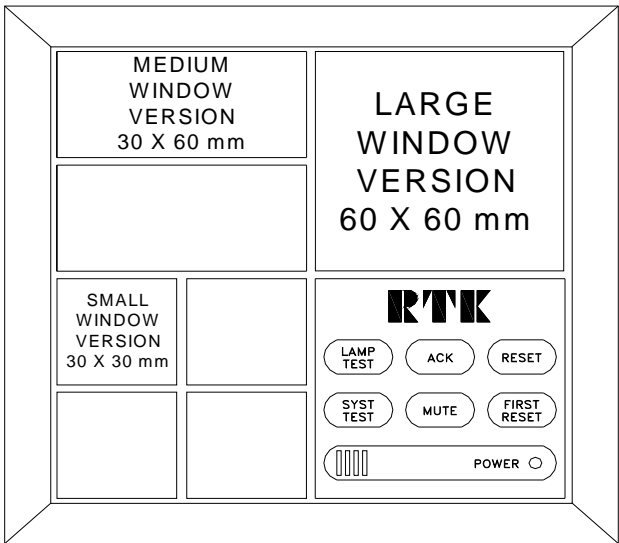 MEDIUM
WINDOW
VERSION
30 X 60 mm
LARGE
WINDOW
VERSION
60 X 60 mm
SMALL
WINDOW
VERSION
30 X 30 mm
RTK
LAMP
TEST
ACK
RESET
SYST
TEST
MUTE
FIRST
RESET
POWER